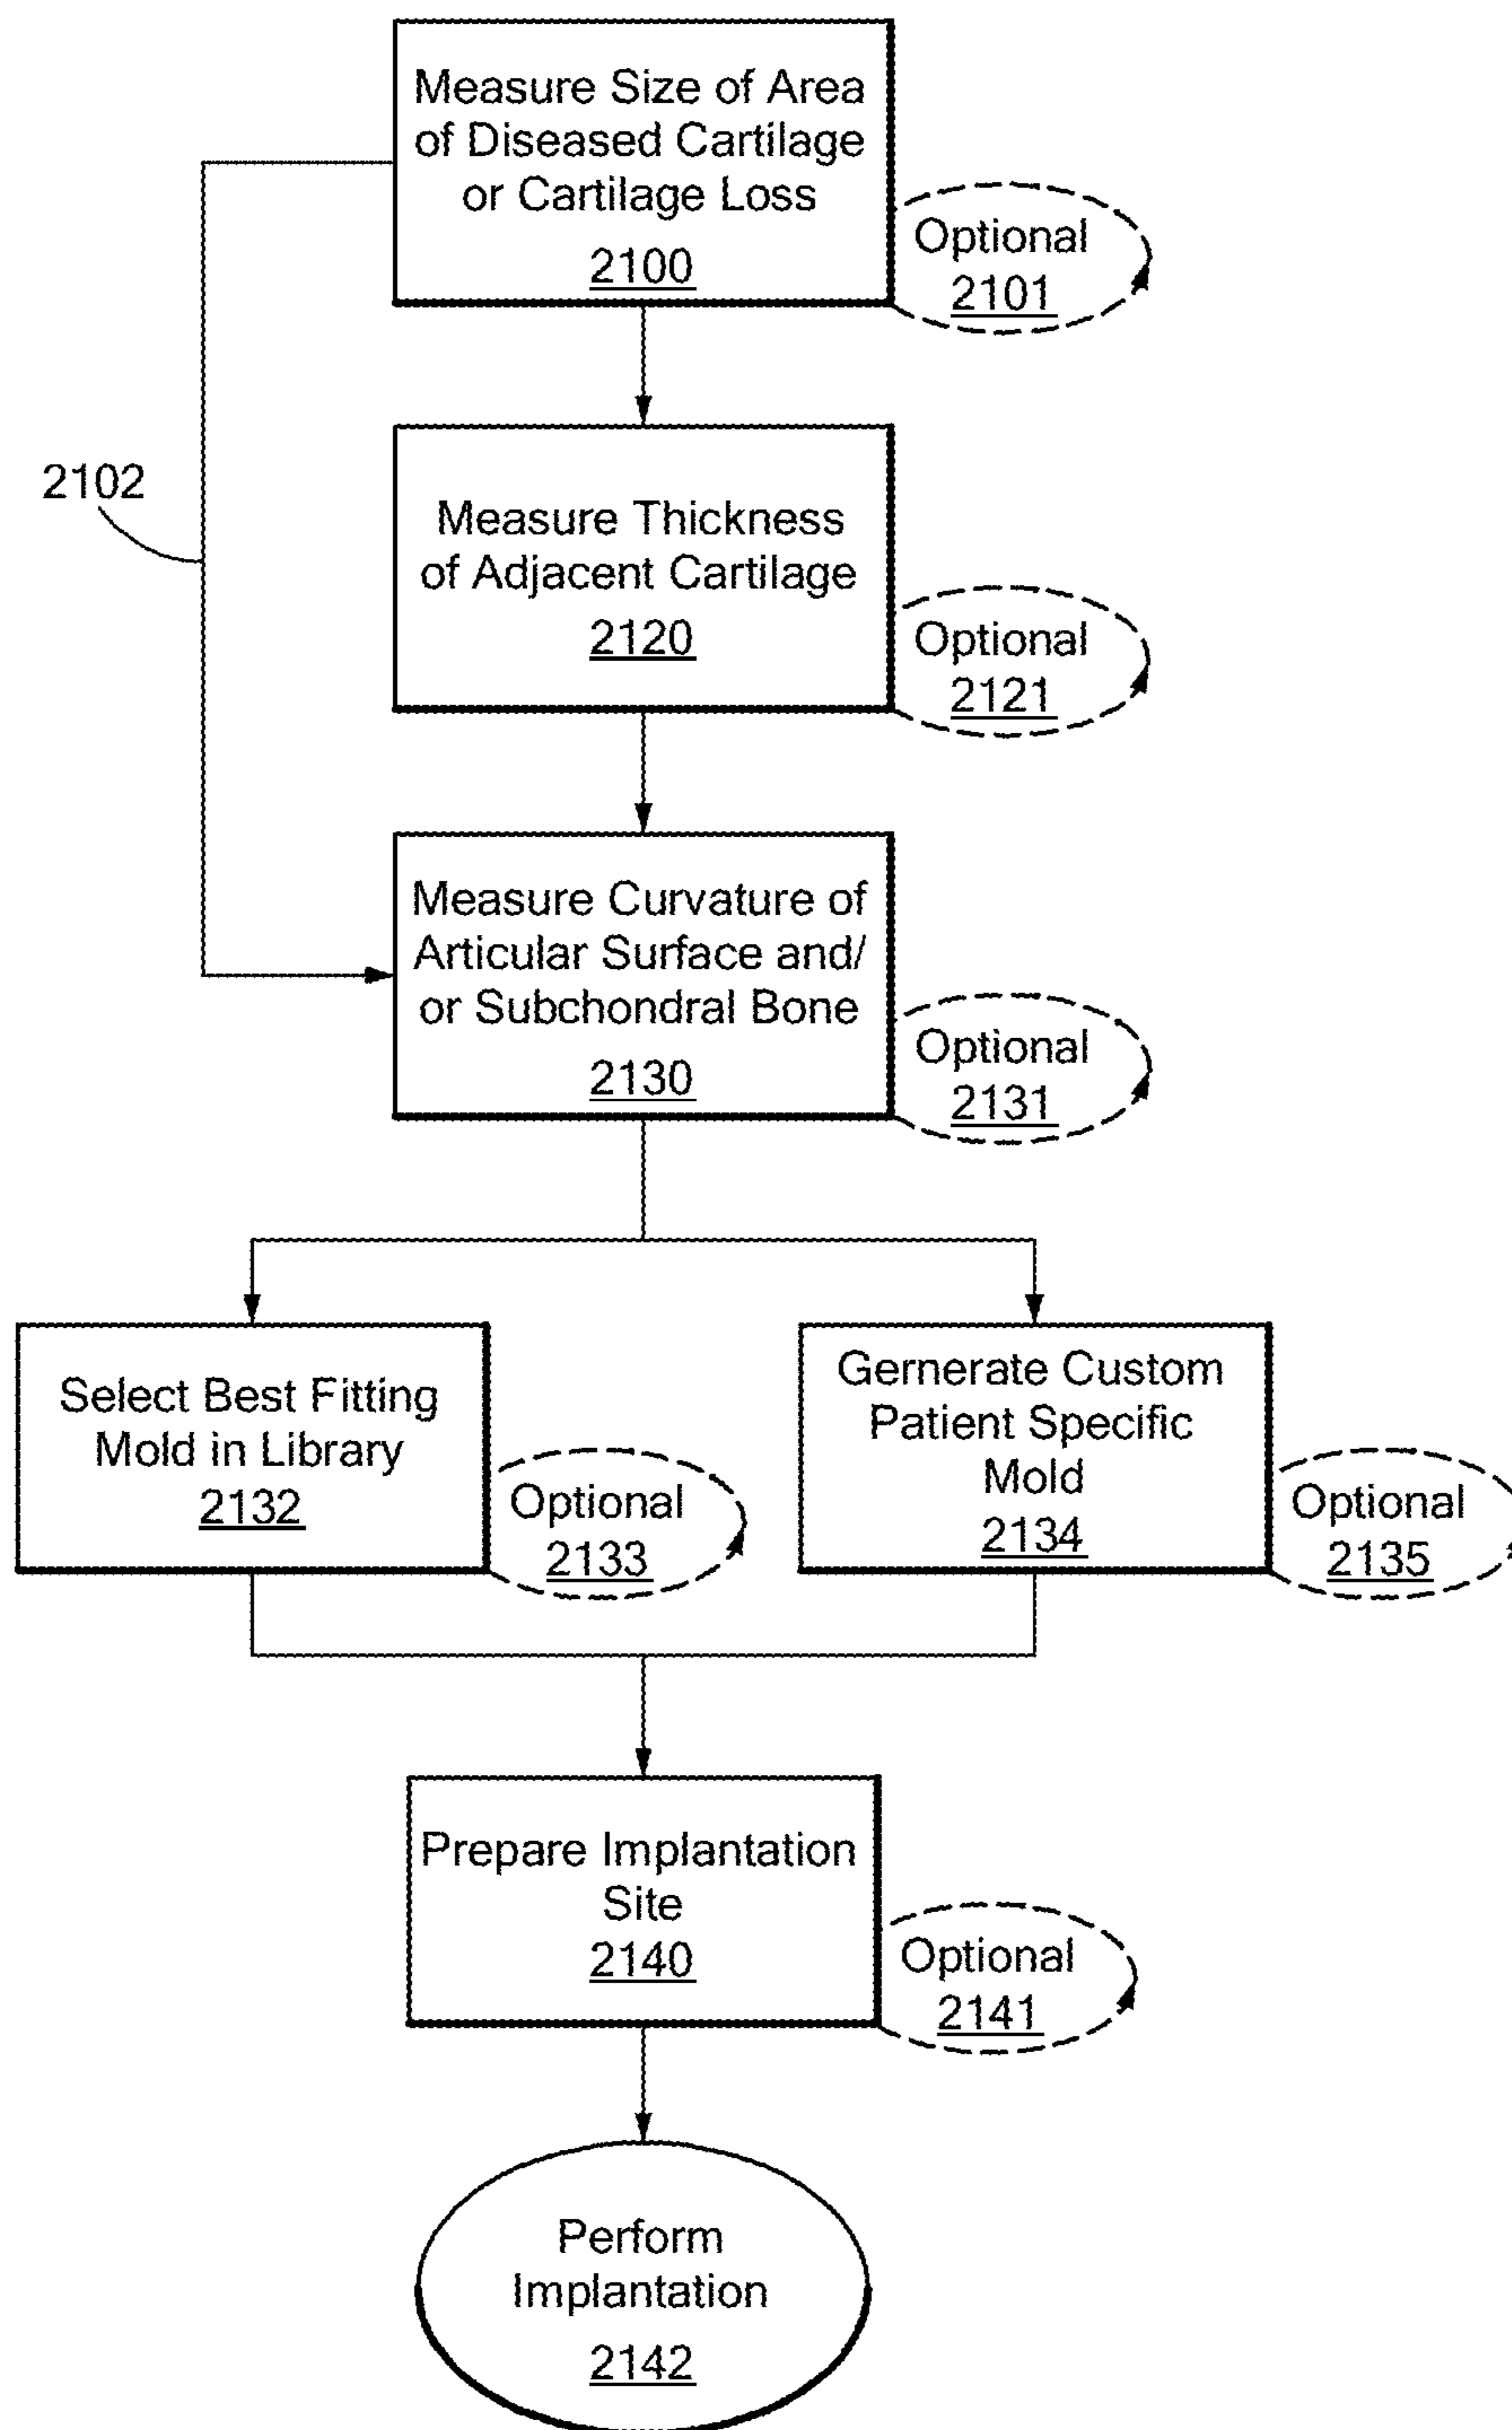 Measure Size of Area
of Diseased Cartilage
or Cartilage Loss
2100
Optional
2101
2102
Measure Thickness
of Adjacent Cartilage
2120
Optional
2121
Measure Curvature of
Articular Surface and/
or Subchondral Bone
2130
Optional
2131
Select Best Fitting
Mold in Library
2132
Optional
2133
Gernerate Custom
Patient Specific
Mold
2134
Optional
2135
Prepare Implantation
Site
2140
Optional
2141
Perform
Implantation
2142